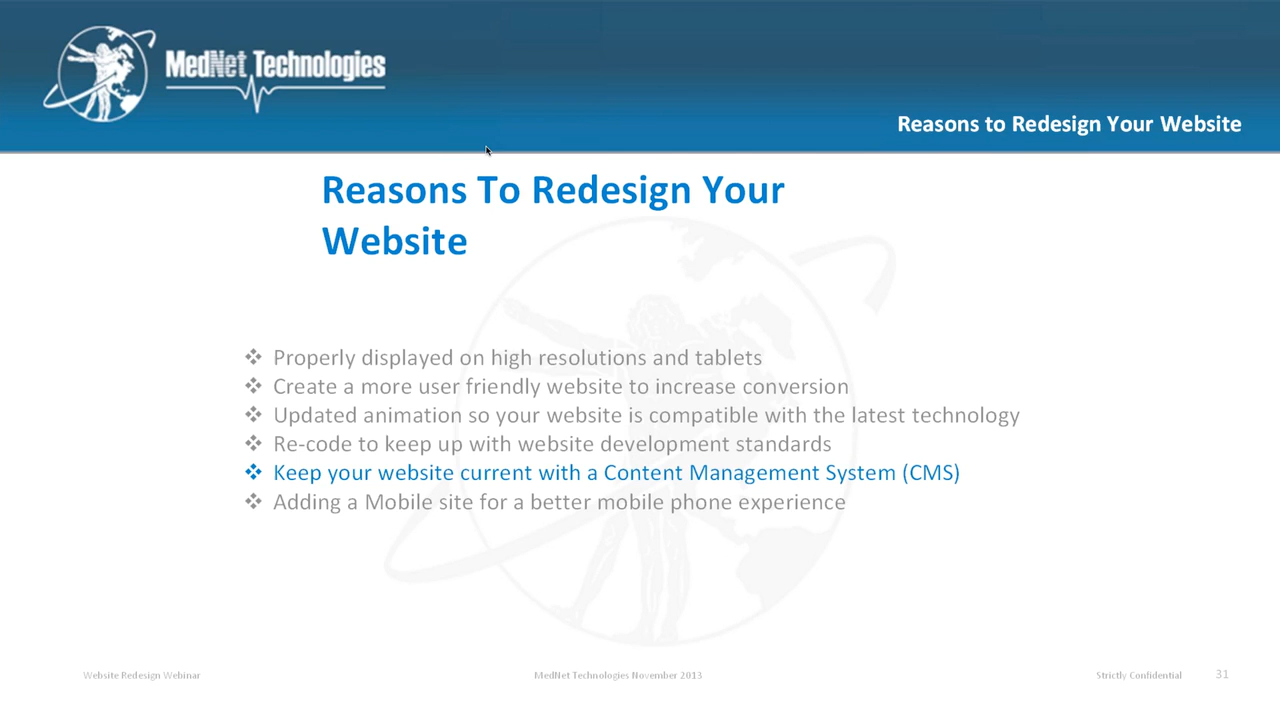 MedNet Technologies
Reasons to Redesign Your Website
Reasons To Redesign Your
Website
❖ Properly displayed on high resolutions and tablets
❖ Create a more user friendly website to increase conversion
❖ Updated animation so your website is compatible with the latest technology
❖ Re-code to keep up with website development standards
❖ Keep your website current with a Content Management System (CMS)
❖ Adding a Mobile site for a better mobile phone experience
Website Redesign Webinar MedNet Technologies November 2013 Strictly Confidential 31